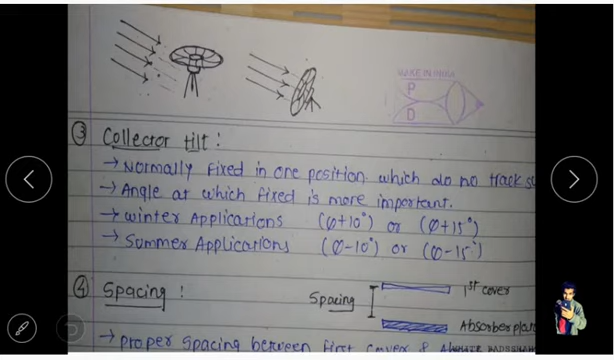 MAKE IN INDIA
P
D
③ Collector tilt :
→ Normally fixed in one position which do no track
→ Angle at which fixed is more important.
→ winter Applications (φ+10°) or (φ+15°)
→ Summer Applications (φ-10°) or (φ-15°)
④ Spacing :
Spacing
1st cover
Absorber plat
→ Proper Spacing between first cover &